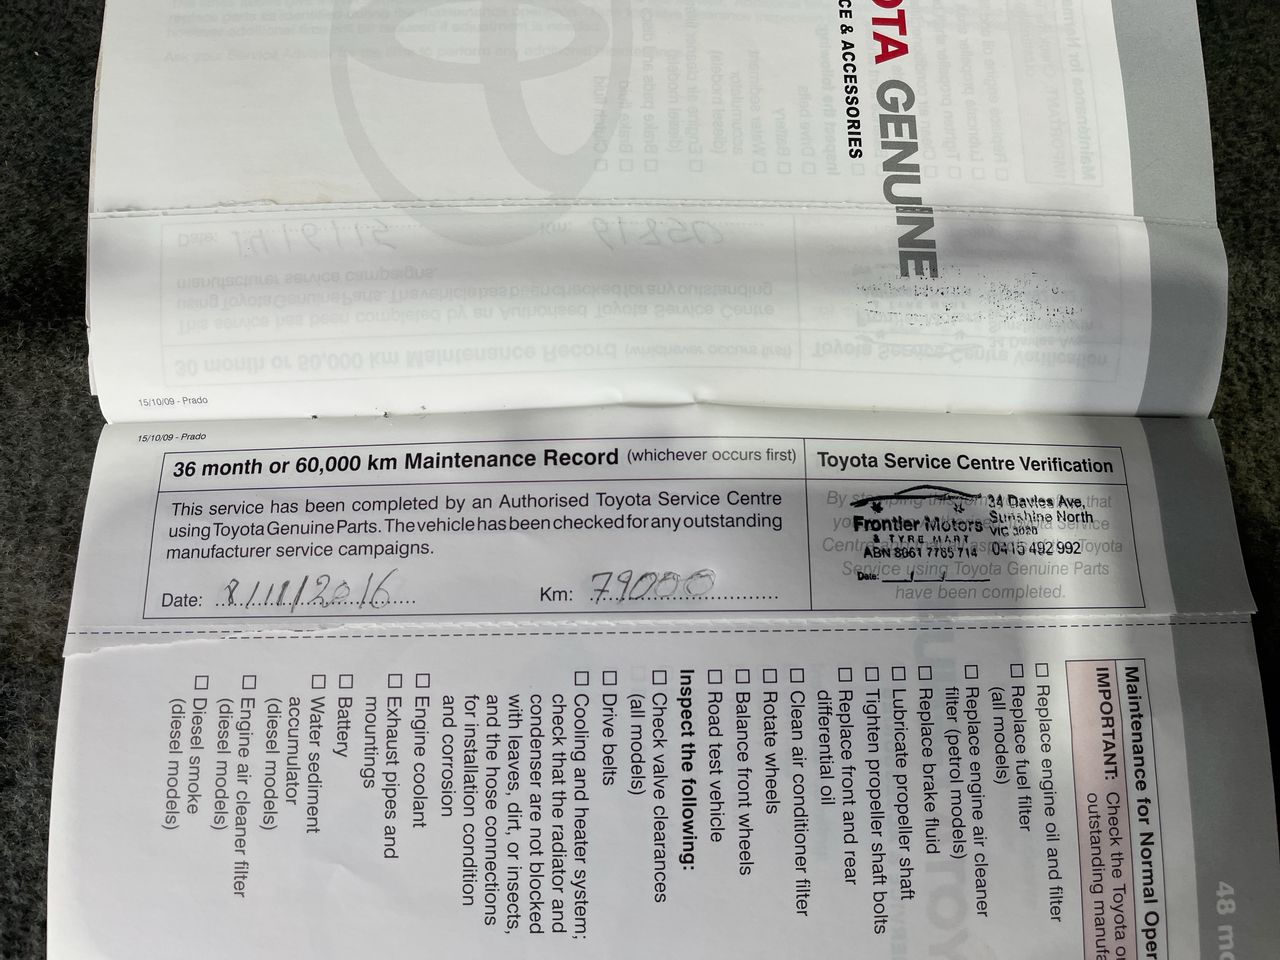 OTA GENUINE
CE & ACCESSORIES
15/10/09 - Prado
15/10/09 - Prado
36 month or 60,000 km Maintenance Record (whichever occurs first)
This service has been completed by an Authorised Toyota Service Centre
using Toyota Genuine Parts. The vehicle has been checked for any outstanding
manufacturer service campaigns.
Date: 8/11/2016 Km: 79000
Toyota Service Centre Verification
Frontier Motors
& TYRE MART
ABN 8061 7765 714
Date: / /
34 Davies Ave,
Sunshine North
VIC 3020
0415 492 992
Service using Toyota Genuine Parts
have been completed.
48 mo
Maintenance for Normal Oper
IMPORTANT: Check the Toyota
outstanding manufa
Replace engine oil and filter
Replace fuel filter
(all models)
Replace engine air cleaner
filter (petrol models)
Replace brake fluid
Lubricate propeller shaft
Tighten propeller shaft bolts
Replace front and rear
differential oil
Clean air conditioner filter
Rotate wheels
Balance front wheels
Road test vehicle
Inspect the following:
Check valve clearances
(all models)
Drive belts
Cooling and heater system;
check that the radiator and
condenser are not blocked
with leaves, dirt, or insects,
and the hose connections
for installation condition
and corrosion
Engine coolant
Exhaust pipes and
mountings
Battery
Water sediment
accumulator
(diesel models)
Engine air cleaner filter
(diesel models)
Diesel smoke
(diesel models)